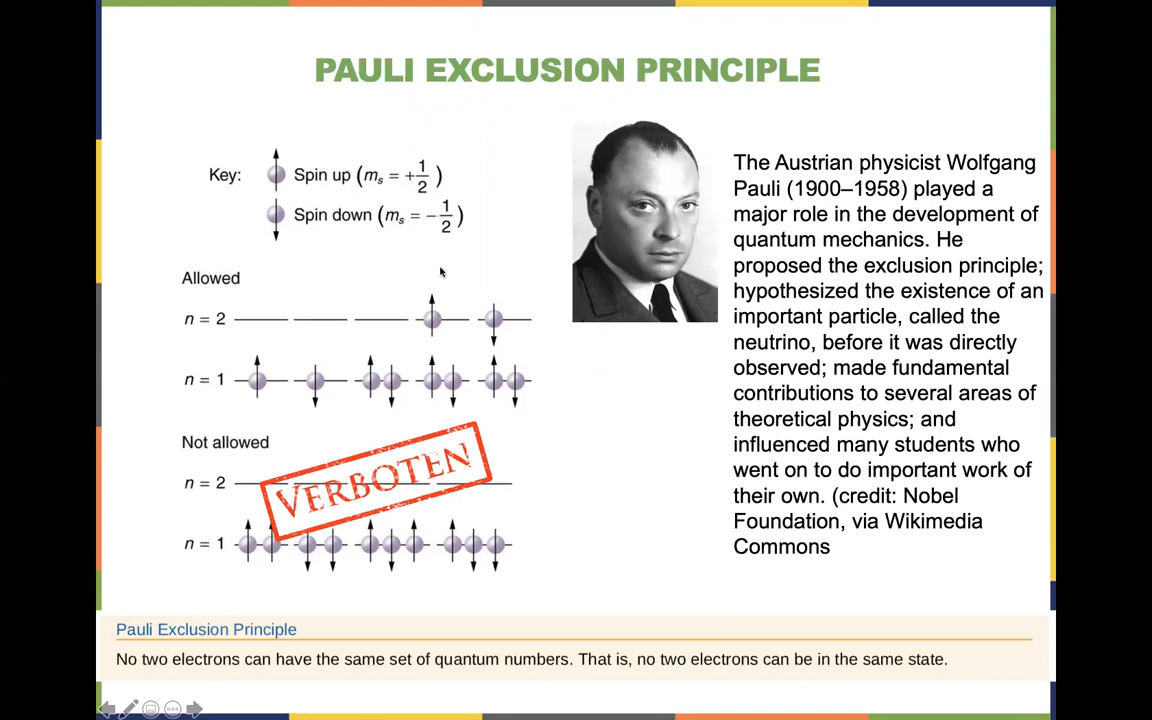 PAULI EXCLUSION PRINCIPLE
Key:
Spin up (mₛ = +1/2)
Spin down (mₛ = −1/2)
Allowed
n = 2
n = 1
Not allowed
n = 2
VERBOTEN
n = 1
The Austrian physicist Wolfgang
Pauli (1900–1958) played a
major role in the development of
quantum mechanics. He
proposed the exclusion principle;
hypothesized the existence of an
important particle, called the
neutrino, before it was directly
observed; made fundamental
contributions to several areas of
theoretical physics; and
influenced many students who
went on to do important work of
their own. (credit: Nobel
Foundation, via Wikimedia
Commons
Pauli Exclusion Principle
No two electrons can have the same set of quantum numbers. That is, no two electrons can be in the same state.